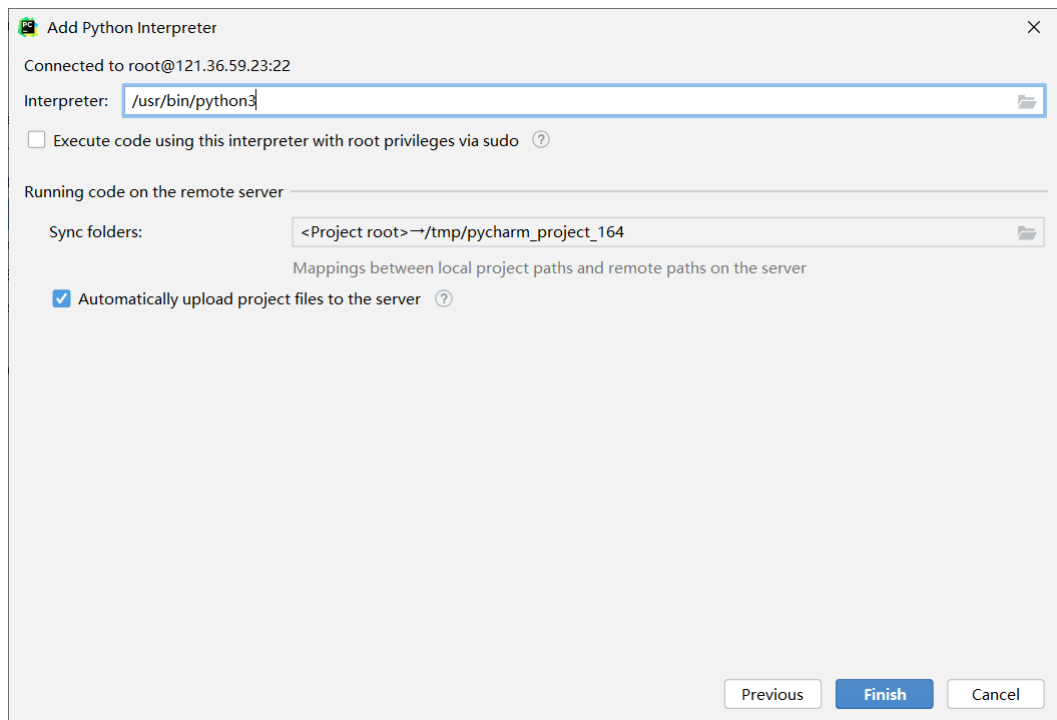 Add Python Interpreter
Connected to root@121.36.59.23:22
Interpreter: /usr/bin/python3
Execute code using this interpreter with root privileges via sudo ?
Running code on the remote server
Sync folders: <Project root>→/tmp/pycharm_project_164
Mappings between local project paths and remote paths on the server
Automatically upload project files to the server ?
Previous Finish Cancel